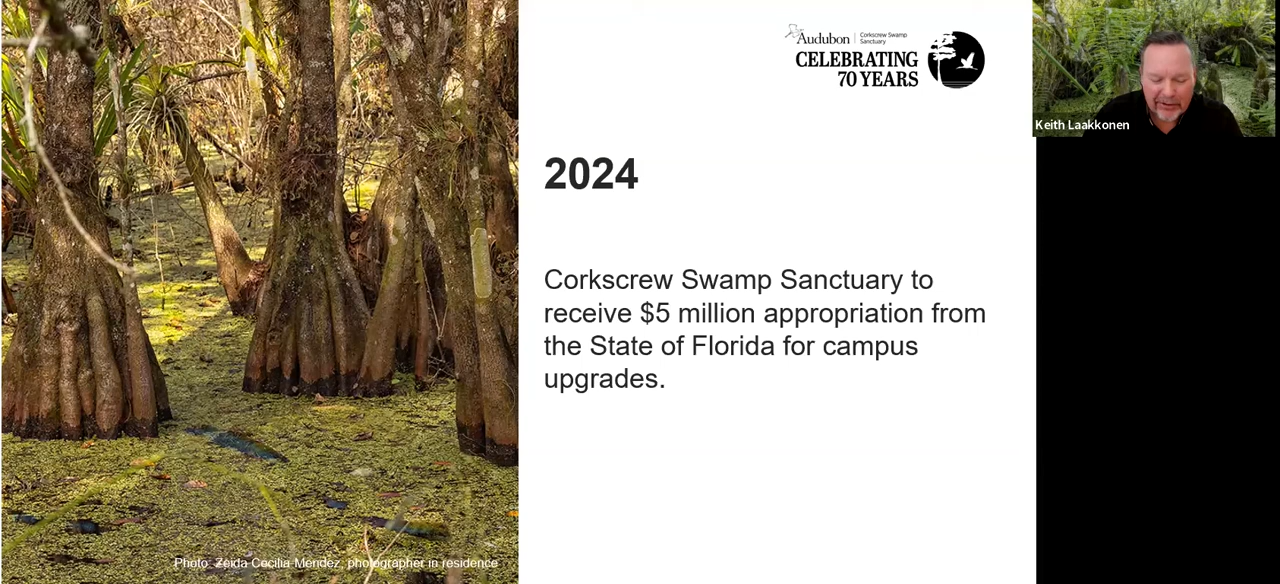 Audubon | Corkscrew Swamp
Sanctuary
CELEBRATING
70 YEARS
Keith Laakkonen
2024
Corkscrew Swamp Sanctuary to
receive $5 million appropriation from
the State of Florida for campus
upgrades.
Photo: Zeida Cecilia Mendez, photographer in residence